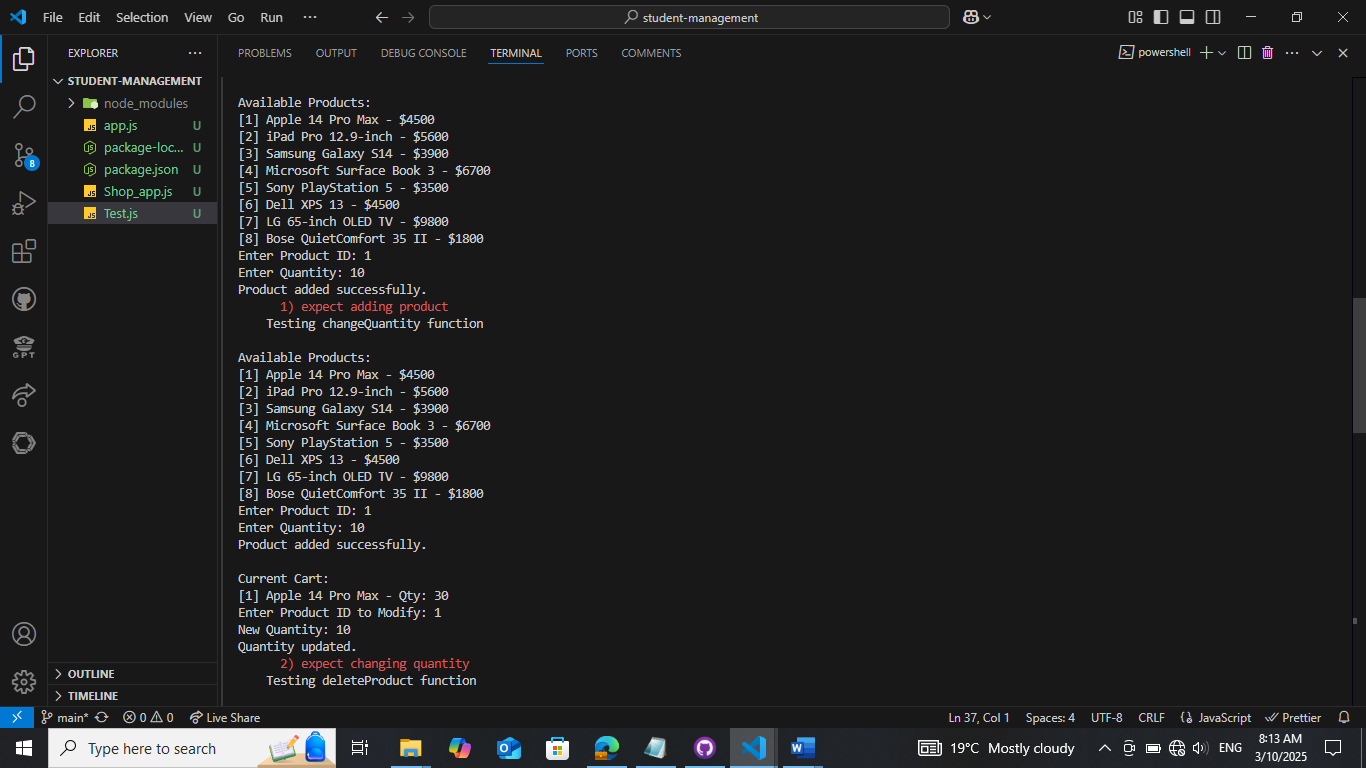 File Edit Selection View Go Run ···
student-management
EXPLORER ···
STUDENT-MANAGEMENT
node_modules
app.js U
package-loc... U
package.json U
Shop_app.js U
Test.js U
8
GPT
OUTLINE
TIMELINE
PROBLEMS OUTPUT DEBUG CONSOLE TERMINAL PORTS COMMENTS
powershell
Available Products:
[1] Apple 14 Pro Max - $4500
[2] iPad Pro 12.9-inch - $5600
[3] Samsung Galaxy S14 - $3900
[4] Microsoft Surface Book 3 - $6700
[5] Sony PlayStation 5 - $3500
[6] Dell XPS 13 - $4500
[7] LG 65-inch OLED TV - $9800
[8] Bose QuietComfort 35 II - $1800
Enter Product ID: 1
Enter Quantity: 10
Product added successfully.
1) expect adding product
Testing changeQuantity function
Available Products:
[1] Apple 14 Pro Max - $4500
[2] iPad Pro 12.9-inch - $5600
[3] Samsung Galaxy S14 - $3900
[4] Microsoft Surface Book 3 - $6700
[5] Sony PlayStation 5 - $3500
[6] Dell XPS 13 - $4500
[7] LG 65-inch OLED TV - $9800
[8] Bose QuietComfort 35 II - $1800
Enter Product ID: 1
Enter Quantity: 10
Product added successfully.
Current Cart:
[1] Apple 14 Pro Max - Qty: 30
Enter Product ID to Modify: 1
New Quantity: 10
Quantity updated.
2) expect changing quantity
Testing deleteProduct function
main* 0 0 Live Share Ln 37, Col 1 Spaces: 4 UTF-8 CRLF {} JavaScript Prettier
Type here to search
19°C Mostly cloudy
ENG
8:13 AM
3/10/2025